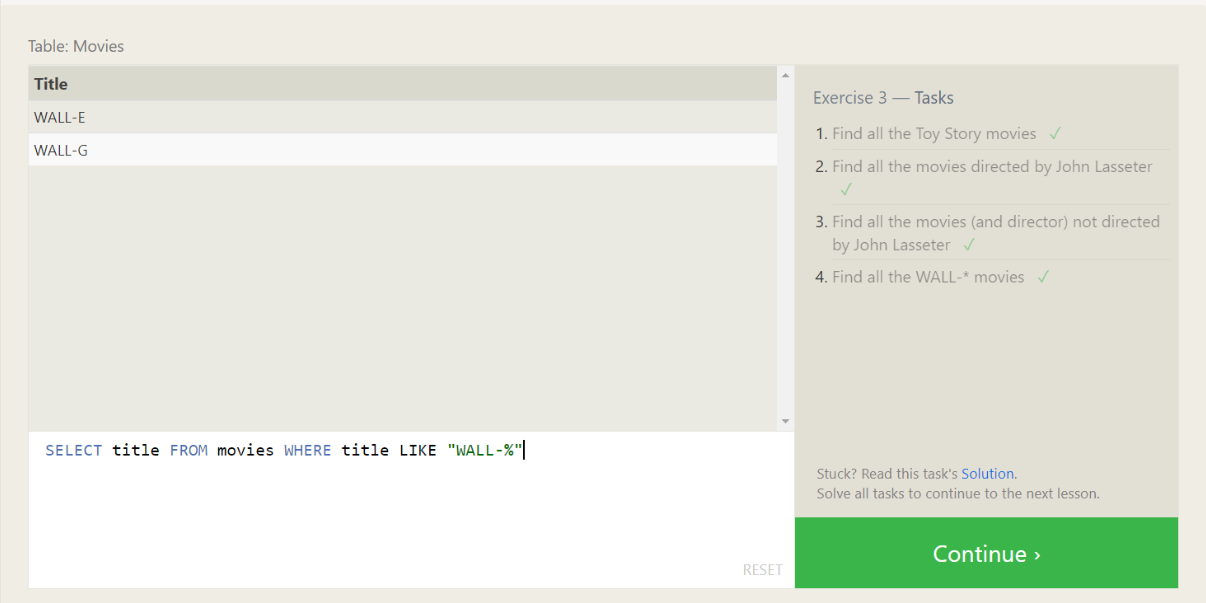 Table: Movies
Title
WALL-E
WALL-G
SELECT title FROM movies WHERE title LIKE "WALL-%"
RESET
Exercise 3 — Tasks
1. Find all the Toy Story movies ✓
2. Find all the movies directed by John Lasseter
✓
3. Find all the movies (and director) not directed
by John Lasseter ✓
4. Find all the WALL-* movies ✓
Stuck? Read this task's Solution.
Solve all tasks to continue to the next lesson.
Continue ›